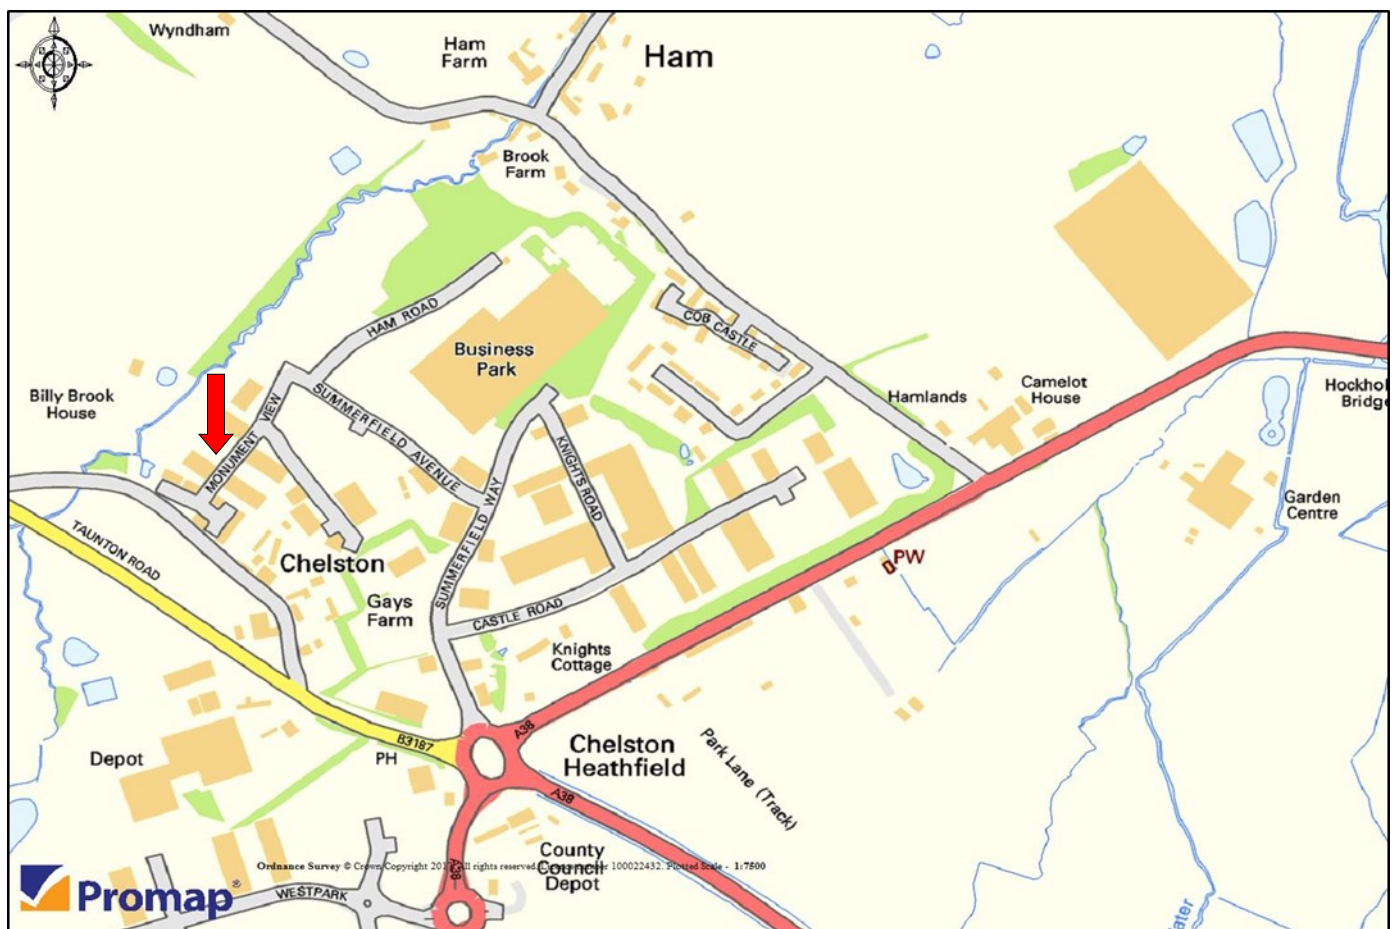 Wyndham
Ham
Farm
Ham
Brook
Farm
HAM ROAD
COB CASTLE
Business
Park
Billy Brook
House
MONUMENT VIEW
SUMMERFIELD AVENUE
Hamlands
Camelot
House
Hockhol
Bridge
SUMMERFIELD WAY
KNIGHTS ROAD
Garden
Centre
TAUNTON ROAD
Chelston
Gays
Farm
CASTLE ROAD
PW
Knights
Cottage
B3187
A38
Depot
PH
Chelston
Heathfield
Park Lane (Track)
A38
A38
County
Council
Depot
Ordnance Survey © Crown Copyright All rights reserved. 100022432. Plotted Scale - 1:7500
Promap®
WESTPARK
ater